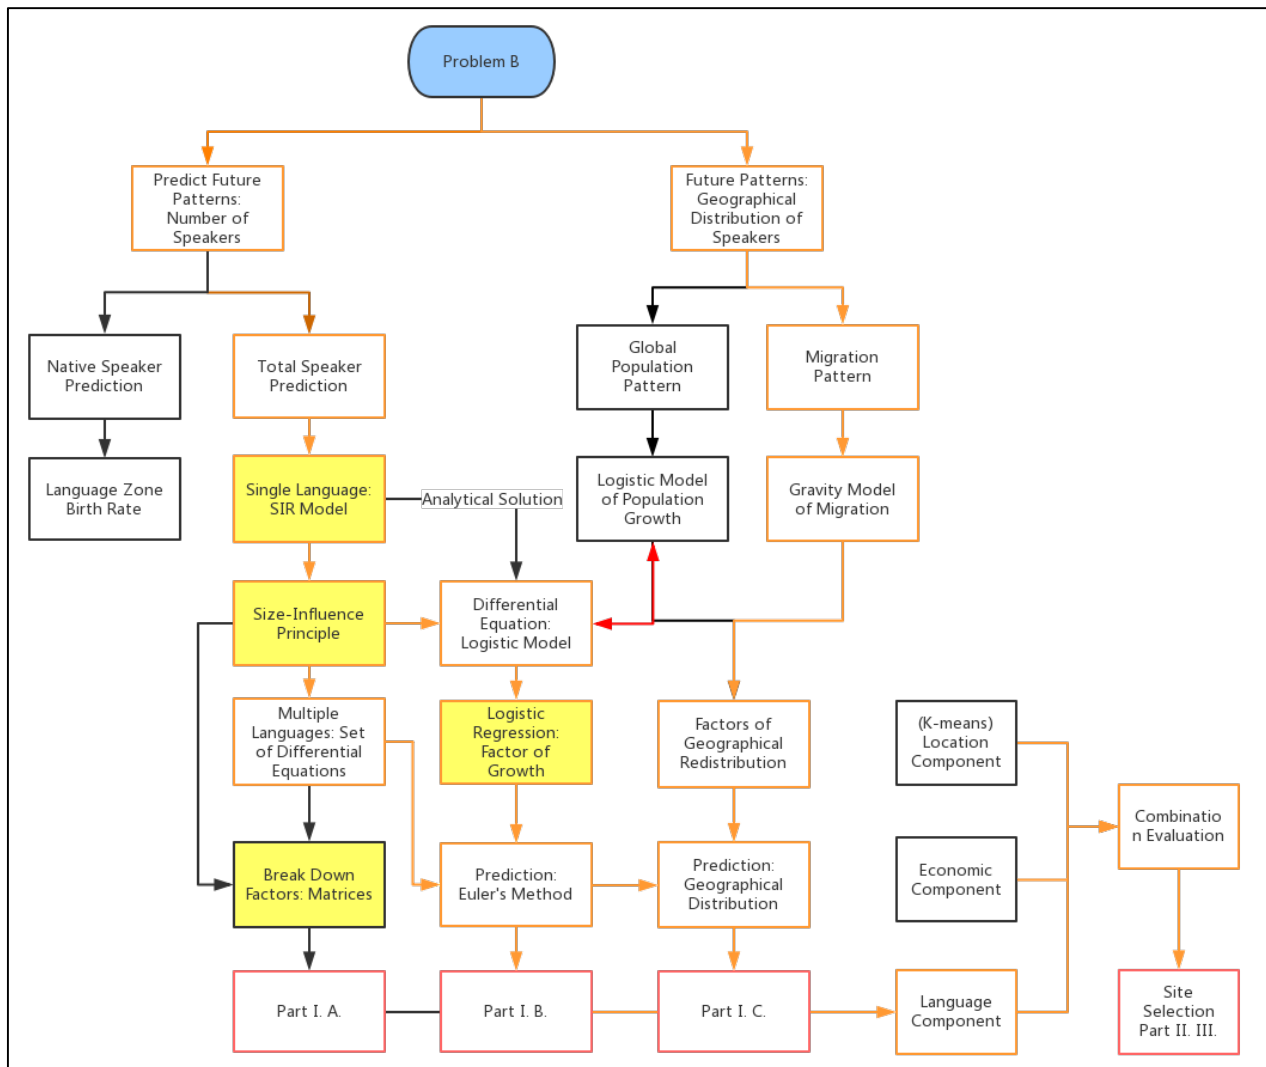 Problem B
Predict Future
Patterns:
Number of
Speakers
Future Patterns:
Geographical
Distribution of
Speakers
Native Speaker
Prediction
Total Speaker
Prediction
Global
Population
Pattern
Migration
Pattern
Language Zone
Birth Rate
Single Language:
SIR Model
Analytical Solution
Logistic Model
of Population
Growth
Gravity Model
of Migration
Size-Influence
Principle
Differential
Equation:
Logistic Model
Multiple
Languages: Set
of Differential
Equations
Logistic
Regression:
Factor of
Growth
Factors of
Geographical
Redistribution
(K-means)
Location
Component
Combinatio
n Evaluation
Break Down
Factors: Matrices
Prediction:
Euler's Method
Prediction:
Geographical
Distribution
Economic
Component
Part I. A.
Part I. B.
Part I. C.
Language
Component
Site
Selection
Part II. III.